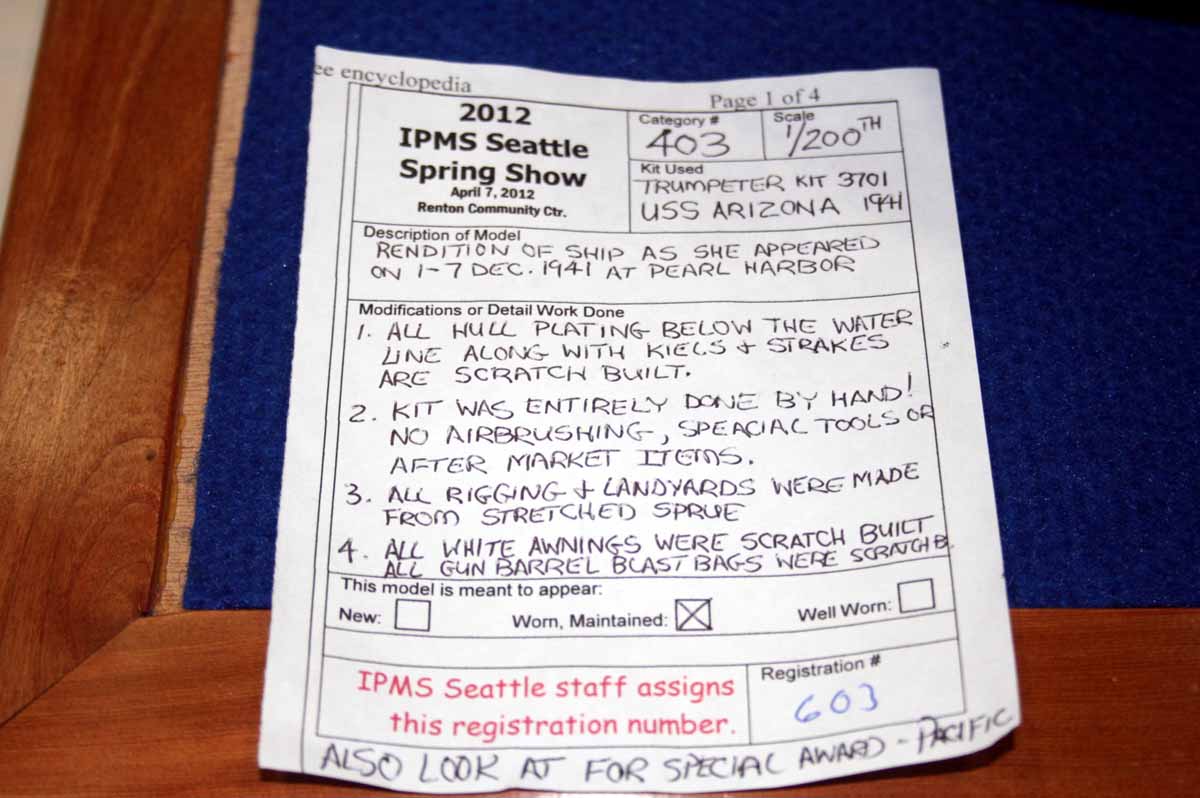 ee encyclopedia
Page 1 of 4
2012
IPMS Seattle
Spring Show
April 7, 2012
Renton Community Ctr.
Category #
403
Scale
1/200TH
Kit Used
TRUMPETER KIT 3701
USS ARIZONA 1941
Description of Model
RENDITION OF SHIP AS SHE APPEARED
ON 1-7 DEC. 1941 AT PEARL HARBOR
Modifications or Detail Work Done
1. ALL HULL PLATING BELOW THE WATER
LINE ALONG WITH KIELS + STRAKES
ARE SCRATCH BUILT.
2. KIT WAS ENTIRELY DONE BY HAND!
NO AIRBRUSHING, SPEACIAL TOOLS OR
AFTER MARKET ITEMS.
3. ALL RIGGING + LANDYARDS WERE MADE
FROM STRETCHED SPRUE
4. ALL WHITE AWNINGS WERE SCRATCH BUILT
ALL GUN BARREL BLAST BAGS WERE SCRATCH B.
This model is meant to appear:
New:
Worn, Maintained:
Well Worn:
IPMS Seattle staff assigns
this registration number.
Registration #
603
ALSO LOOK AT FOR SPECIAL AWARD - PACIFIC